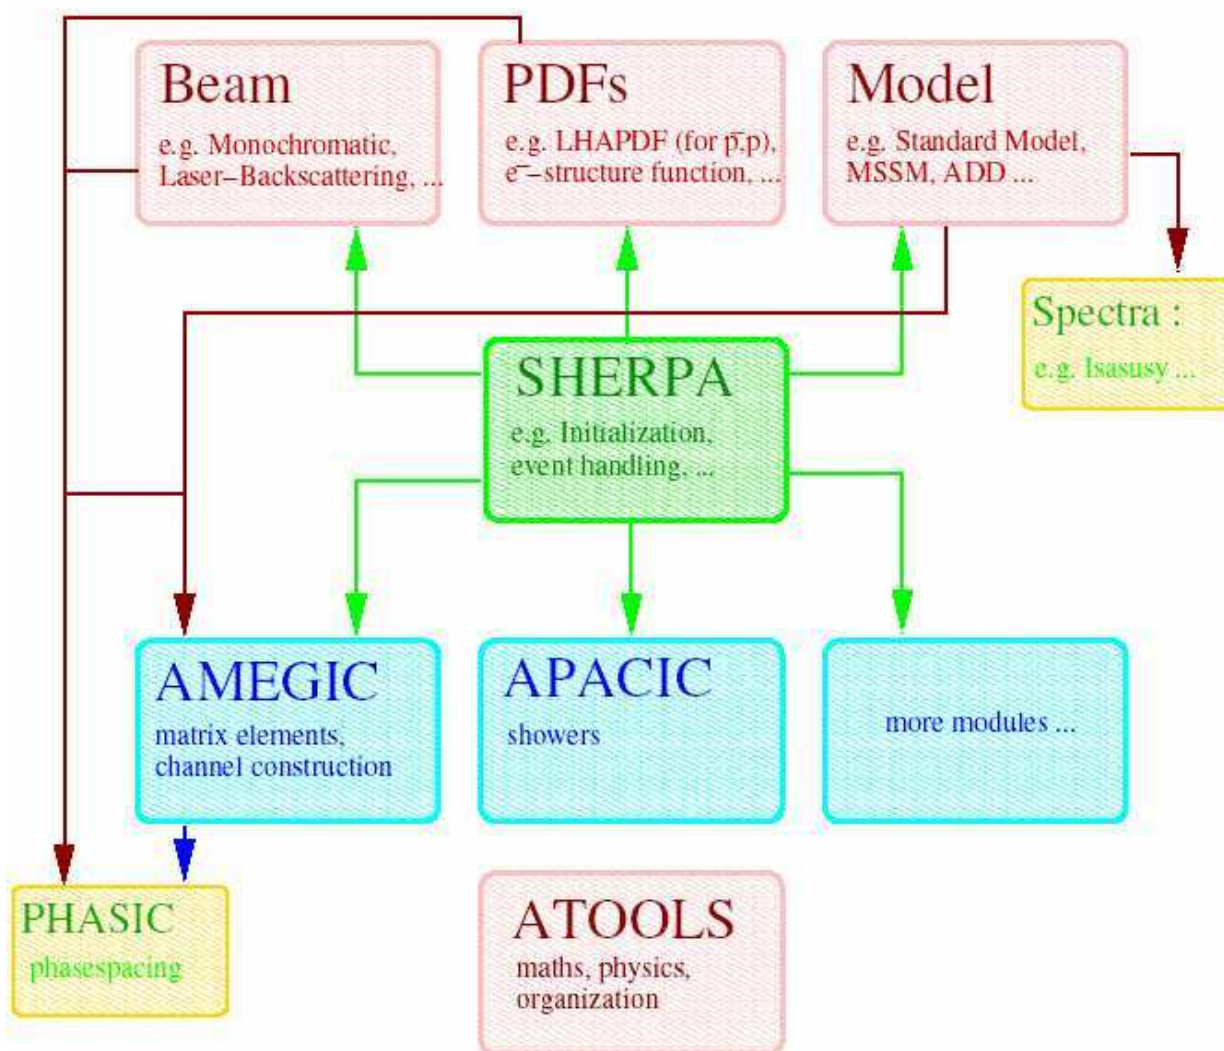 Beam
e.g. Monochromatic,
Laser–Backscattering, ...
PDFs
e.g. LHAPDF (for p̄,p),
e⁻–structure function, ...
Model
e.g. Standard Model,
MSSM, ADD ...
Spectra :
e.g. Isasusy ...
SHERPA
e.g. Initialization,
event handling, ...
AMEGIC
matrix elements,
channel construction
APACIC
showers
more modules ...
PHASIC
phasespacing
ATOOLS
maths, physics,
organization